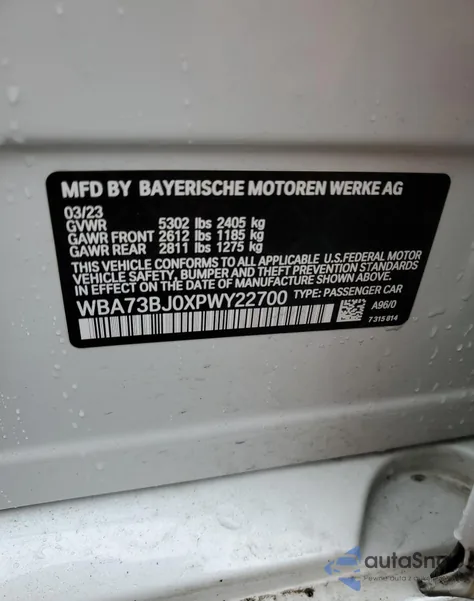 MFD BY BAYERISCHE MOTOREN WERKE AG
03/23
GVWR 5302 lbs 2405 kg
GAWR FRONT 2612 lbs 1185 kg
GAWR REAR 2811 lbs 1275 kg
THIS VEHICLE CONFORMS TO ALL APPLICABLE U.S.FEDERAL MOTOR
VEHICLE SAFETY, BUMPER AND THEFT PREVENTION STANDARDS
IN EFFECT ON THE DATE OF MANUFACTURE SHOWN ABOVE.
WBA73BJ0XPWY22700 TYPE: PASSENGER CAR
A96/0
7 315 814
autaSna
Pewno Auta z